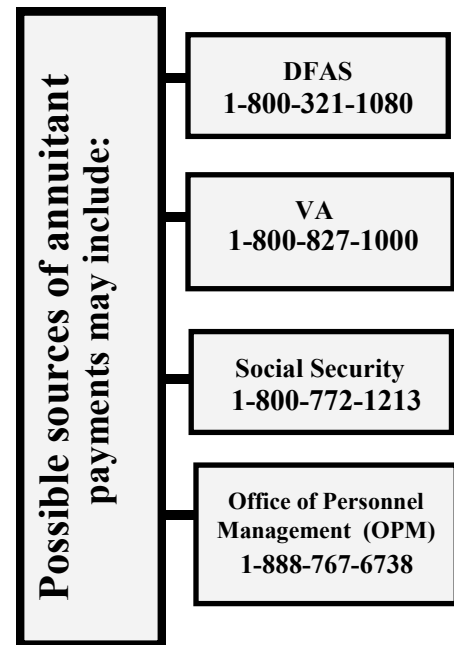 Possible sources of annuitant
payments may include:
DFAS
1-800-321-1080
VA
1-800-827-1000
Social Security
1-800-772-1213
Office of Personnel
Management (OPM)
1-888-767-6738